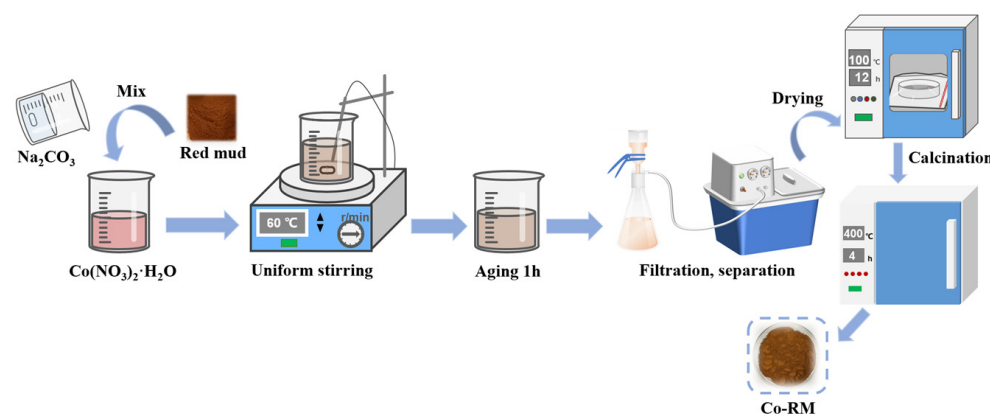 Na₂CO₃
Mix
Red mud
Co(NO₃)₂·H₂O
60 ℃
r/min
Uniform stirring
Aging 1h
Filtration, separation
Drying
100 ℃
12 h
Calcination
400 ℃
4 h
Co-RM